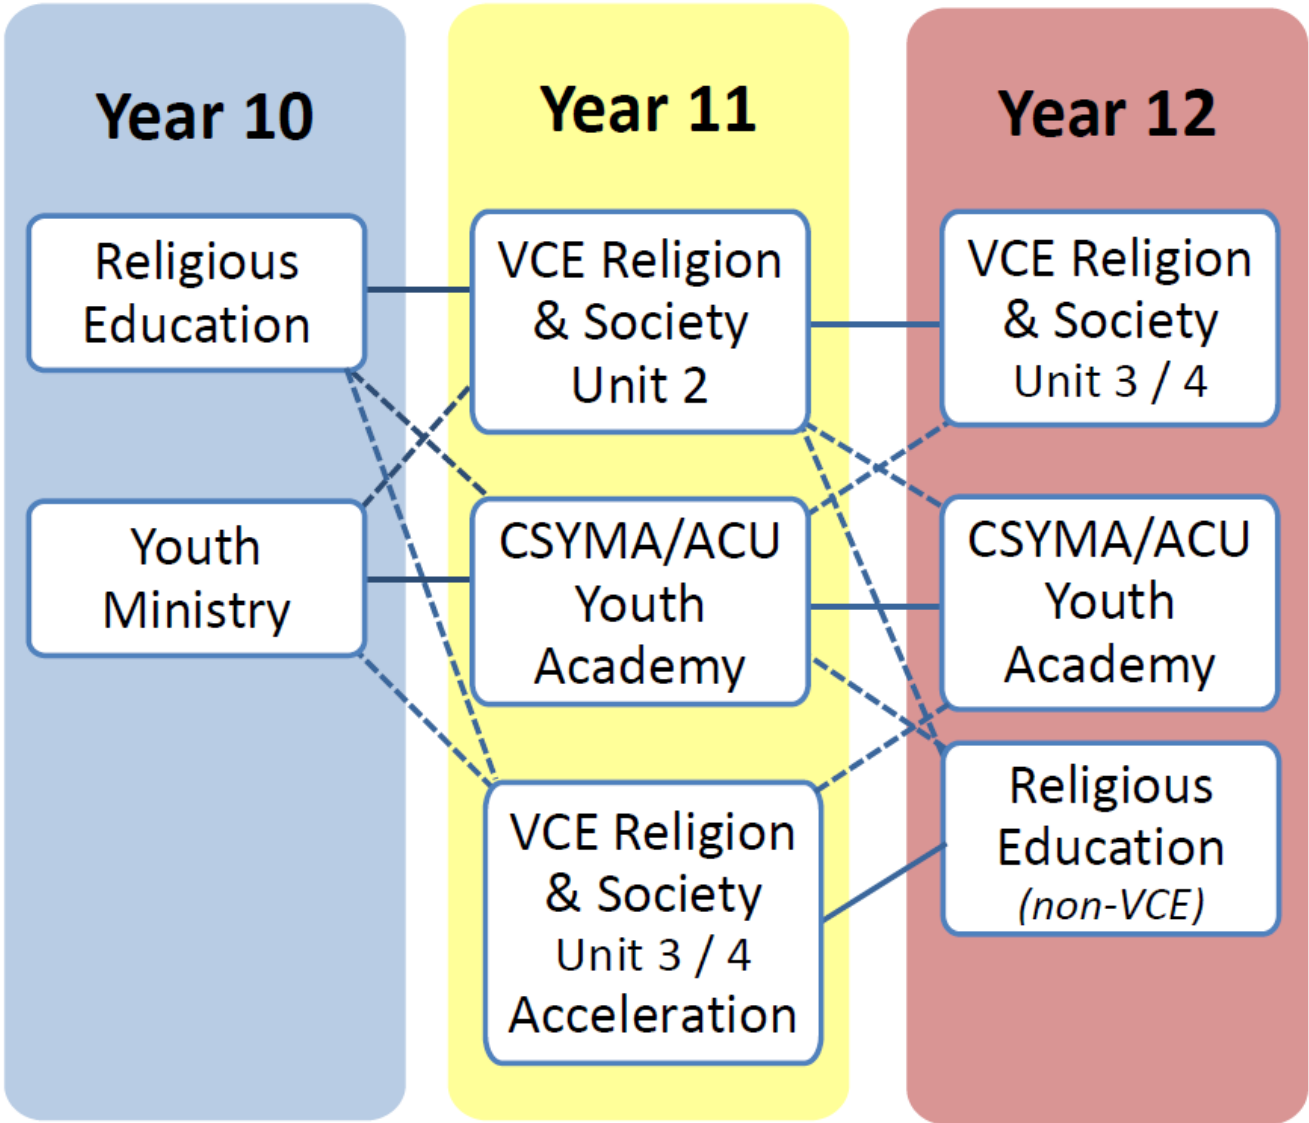 Year 10
Religious
Education
Youth
Ministry
Year 11
VCE Religion
& Society
Unit 2
CSYMA/ACU
Youth
Academy
VCE Religion
& Society
Unit 3 / 4
Acceleration
Year 12
VCE Religion
& Society
Unit 3 / 4
CSYMA/ACU
Youth
Academy
Religious
Education
(non-VCE)